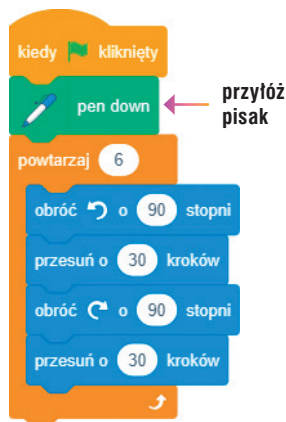 kiedy kliknięty
pen down
przyłóż
pisak
powtarzaj 6
obróć o 90 stopni
przesuń o 30 kroków
obróć o 90 stopni
przesuń o 30 kroków